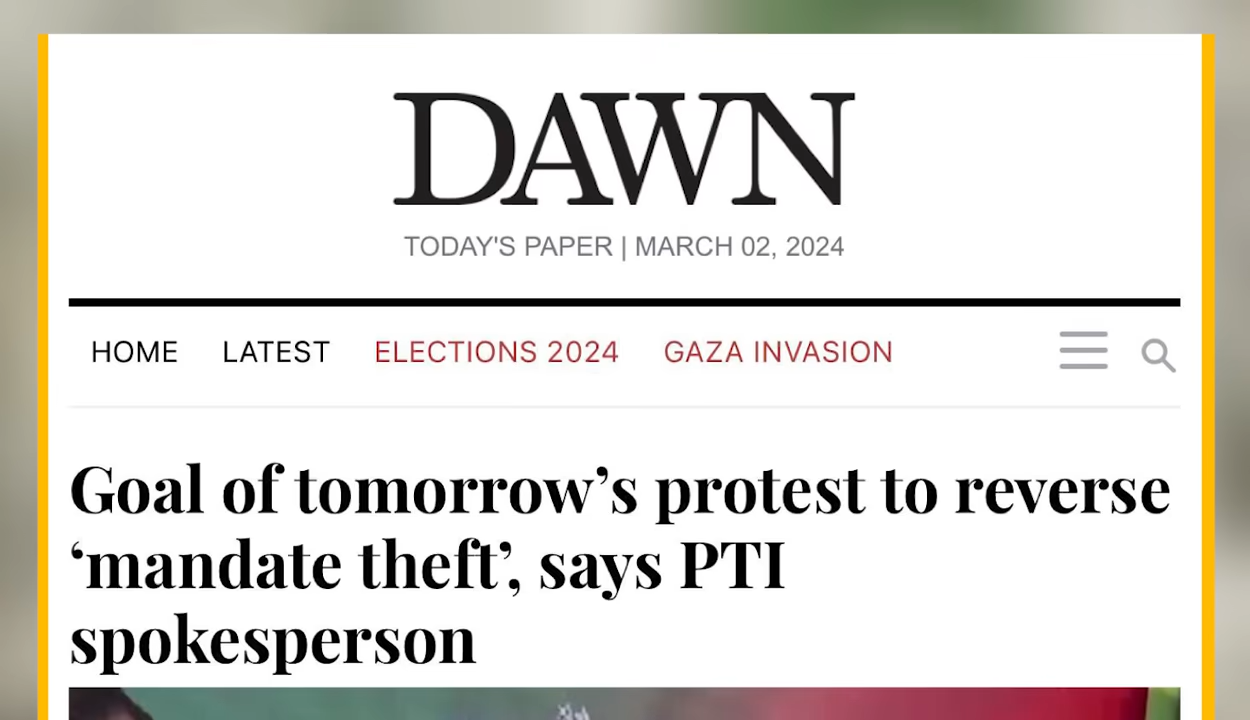 DAWN
TODAY'S PAPER | MARCH 02, 2024
HOME LATEST ELECTIONS 2024 GAZA INVASION
Goal of tomorrow’s protest to reverse
‘mandate theft’, says PTI
spokesperson